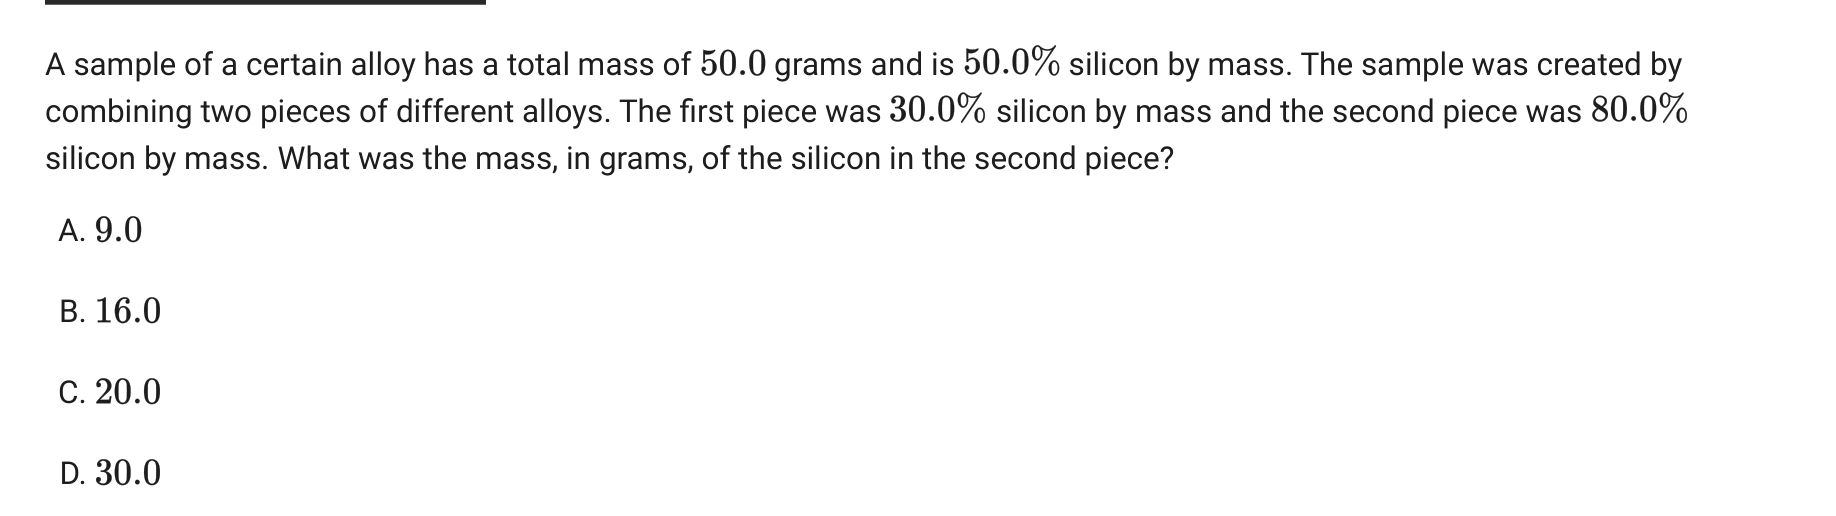 A sample of a certain alloy has a total mass of 50.0 grams and is 50.0% silicon by mass. The sample was created by
combining two pieces of different alloys. The first piece was 30.0% silicon by mass and the second piece was 80.0%
silicon by mass. What was the mass, in grams, of the silicon in the second piece?
A. 9.0
B. 16.0
C. 20.0
D. 30.0